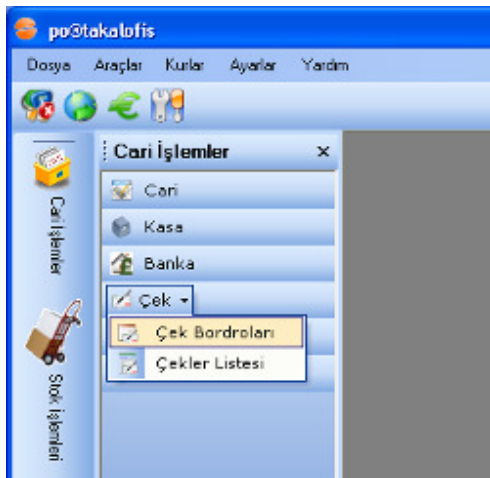 po@takalofis
Dosya Araçlar Kurlar Ayarlar Yardım
Cari İşlemler
Cari İşlemler
Cari
Kasa
Banka
Çek
Çek Bordroları
Çekler Listesi
Stok İşlemleri